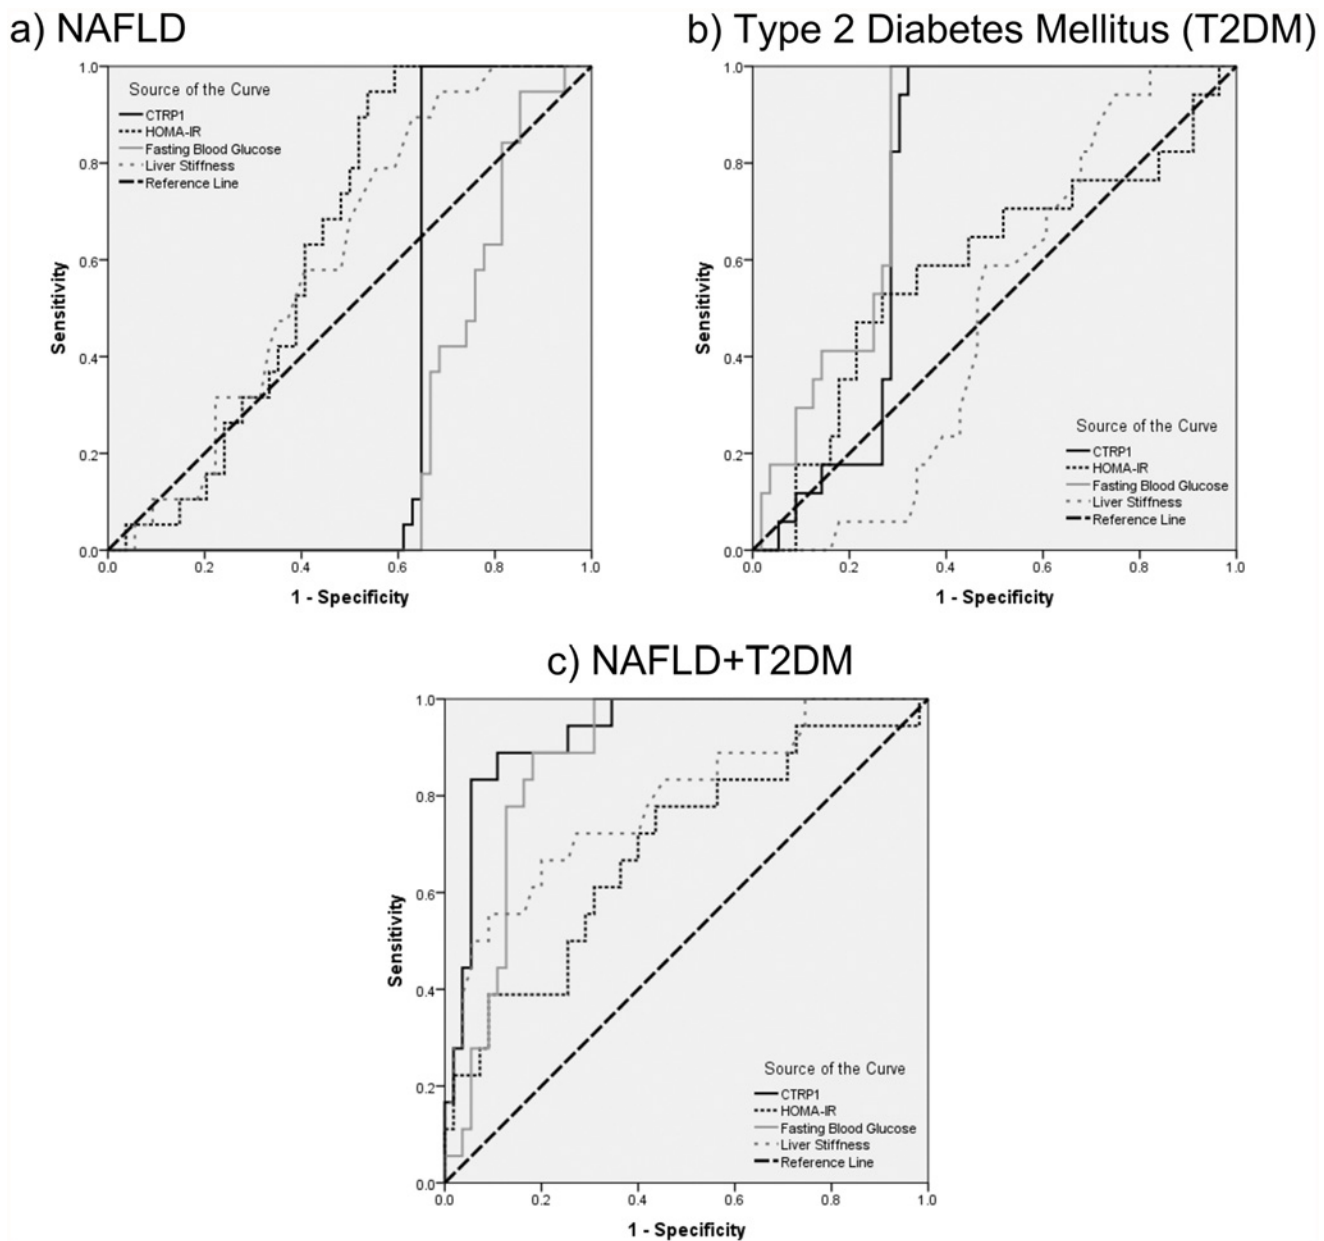 a) NAFLD
b) Type 2 Diabetes Mellitus (T2DM)
1.0
0.8
0.6
0.4
0.2
0.0
Sensitivity
Source of the Curve
CTRP1
HOMA-IR
Fasting Blood Glucose
Liver Stiffness
Reference Line
0.0 0.2 0.4 0.6 0.8 1.0
1 - Specificity
1.0
0.8
0.6
0.4
0.2
0.0
Sensitivity
Source of the Curve
CTRP1
HOMA-IR
Fasting Blood Glucose
Liver Stiffness
Reference Line
0.0 0.2 0.4 0.6 0.8 1.0
1 - Specificity
c) NAFLD+T2DM
1.0
0.8
0.6
0.4
0.2
0.0
Sensitivity
Source of the Curve
CTRP1
HOMA-IR
Fasting Blood Glucose
Liver Stiffness
Reference Line
0.0 0.2 0.4 0.6 0.8 1.0
1 - Specificity